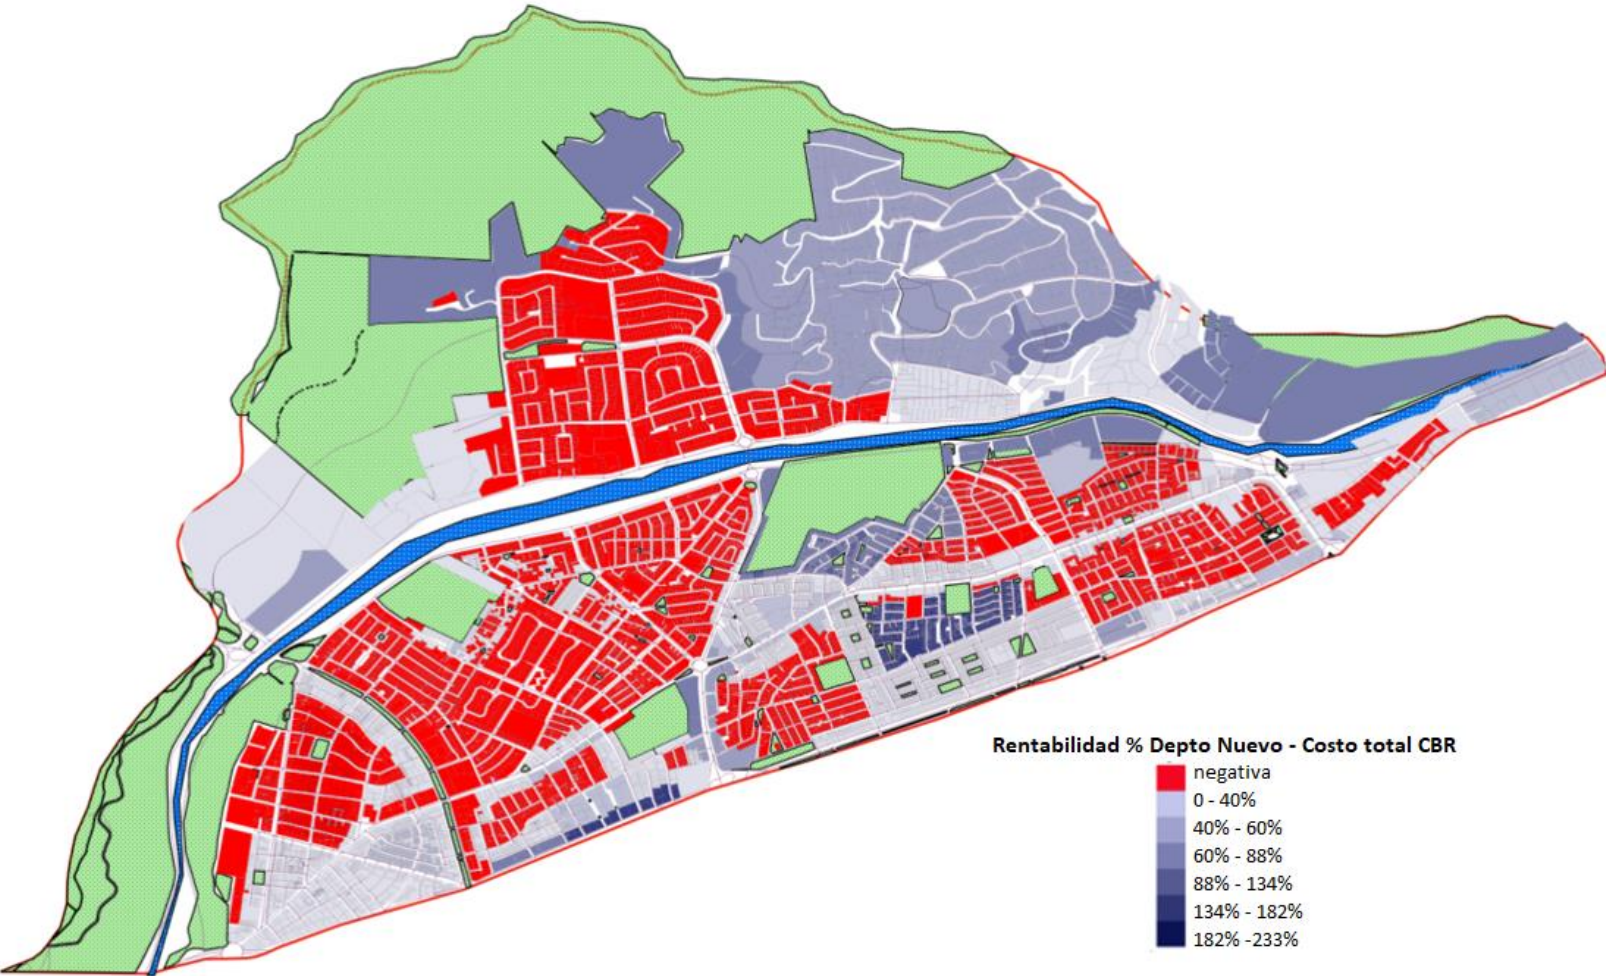 Rentabilidad % Depto Nuevo - Costo total CBR
negativa
0 - 40%
40% - 60%
60% - 88%
88% - 134%
134% - 182%
182% -233%